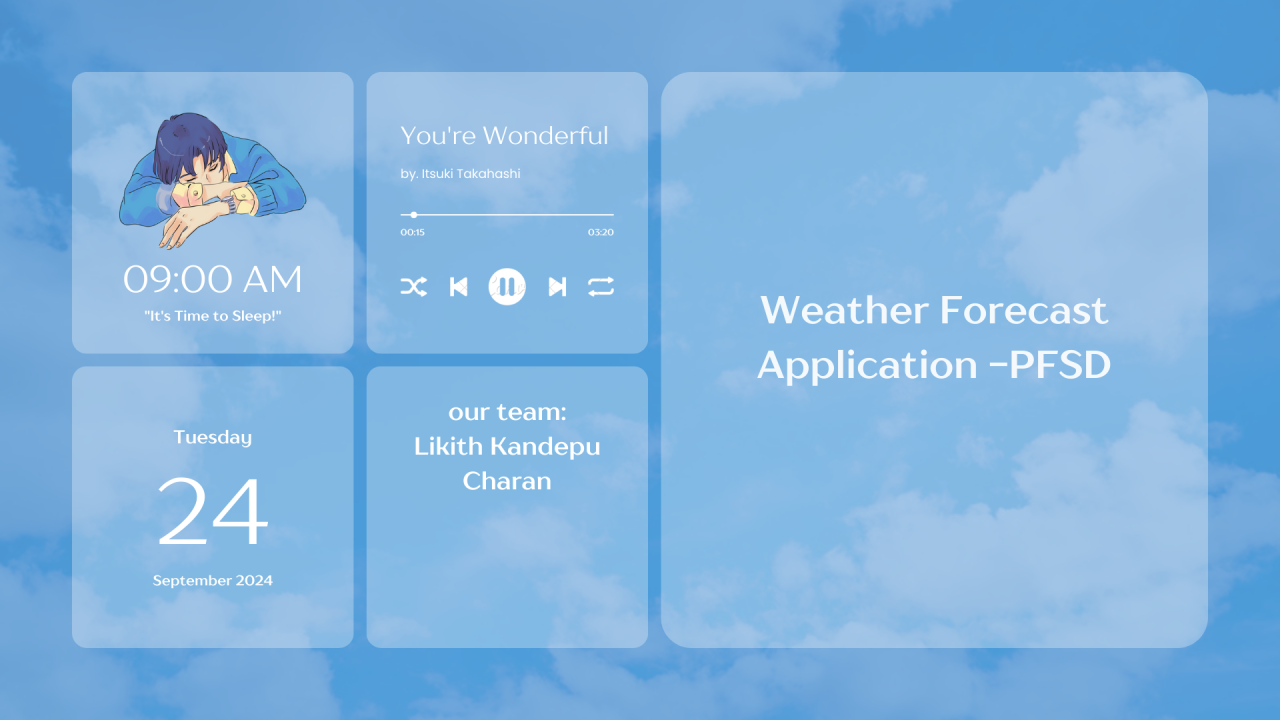 09:00 AM
"It's Time to Sleep!"
You're Wonderful
by. Itsuki Takahashi
00:15 03:20
Tuesday
24
September 2024
our team:
Likith Kandepu
Charan
Weather Forecast
Application -PFSD